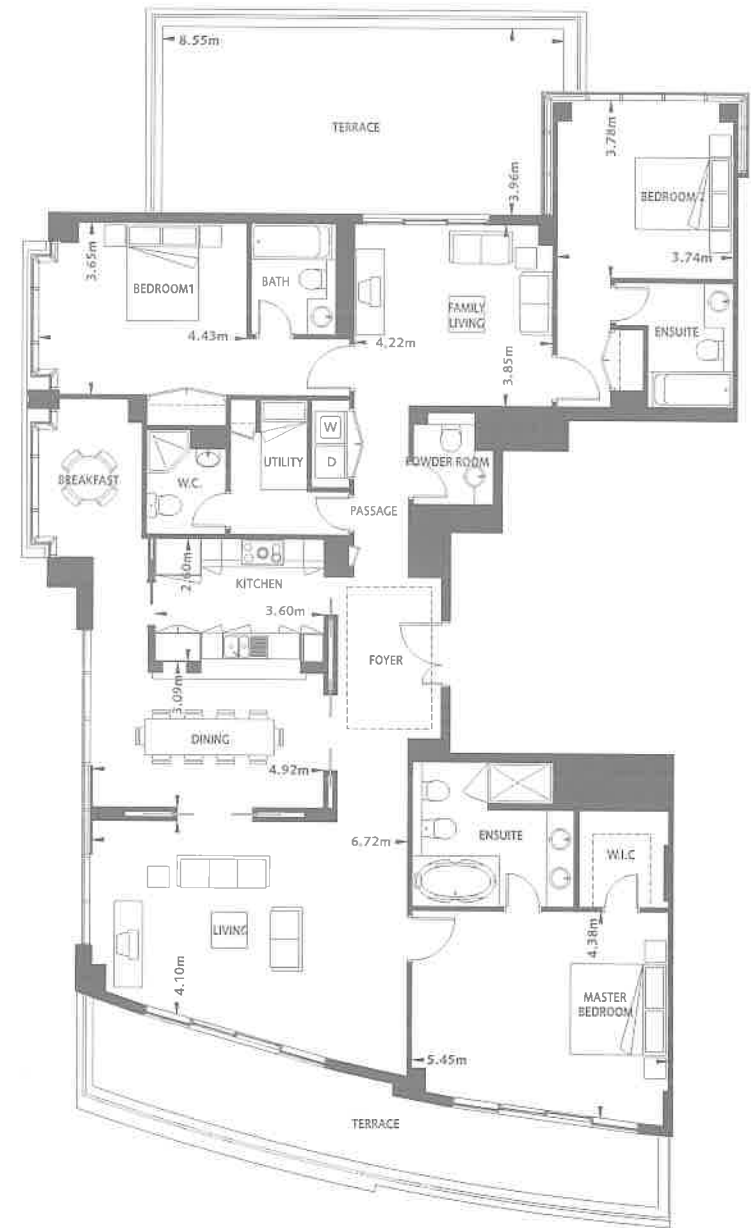 8.55m
TERRACE
3.96m
3.78m
BEDROOM 2
3.74m
3.65m
BEDROOM1
4.43m
BATH
FAMILY
LIVING
4.22m
3.85m
ENSUITE
BREAKFAST
W.C.
UTILITY
W
D
POWDER ROOM
PASSAGE
2.60m
KITCHEN
3.60m
FOYER
3.09m
DINING
4.92m
6.72m
ENSUITE
W.I.C
LIVING
4.10m
4.38m
MASTER
BEDROOM
5.45m
TERRACE